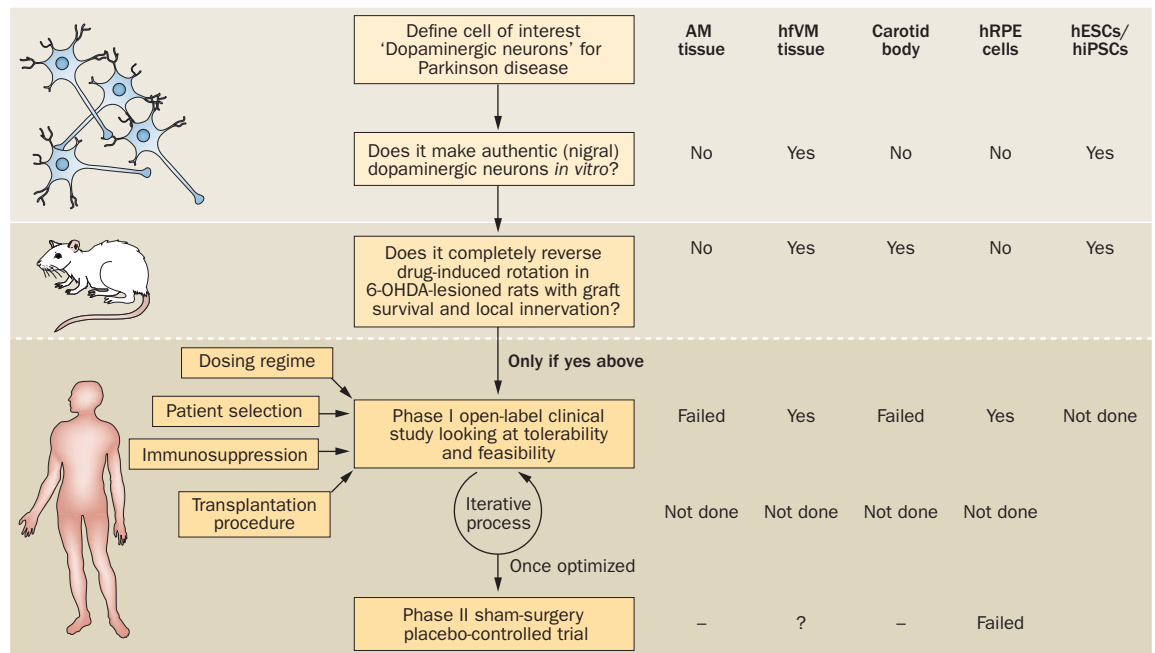 Define cell of interest
'Dopaminergic neurons' for
Parkinson disease
AM
tissue
hfVM
tissue
Carotid
body
hRPE
cells
hESCs/
hiPSCs
Does it make authentic (nigral)
dopaminergic neurons in vitro?
No
Yes
No
No
Yes
Does it completely reverse
drug-induced rotation in
6-OHDA-lesioned rats with graft
survival and local innervation?
No
Yes
Yes
No
Yes
Only if yes above
Dosing regime
Patient selection
Immunosuppression
Transplantation
procedure
Phase I open-label clinical
study looking at tolerability
and feasibility
Failed
Yes
Failed
Yes
Not done
Iterative
process
Not done
Not done
Not done
Not done
Once optimized
Phase II sham-surgery
placebo-controlled trial
–
?
–
Failed